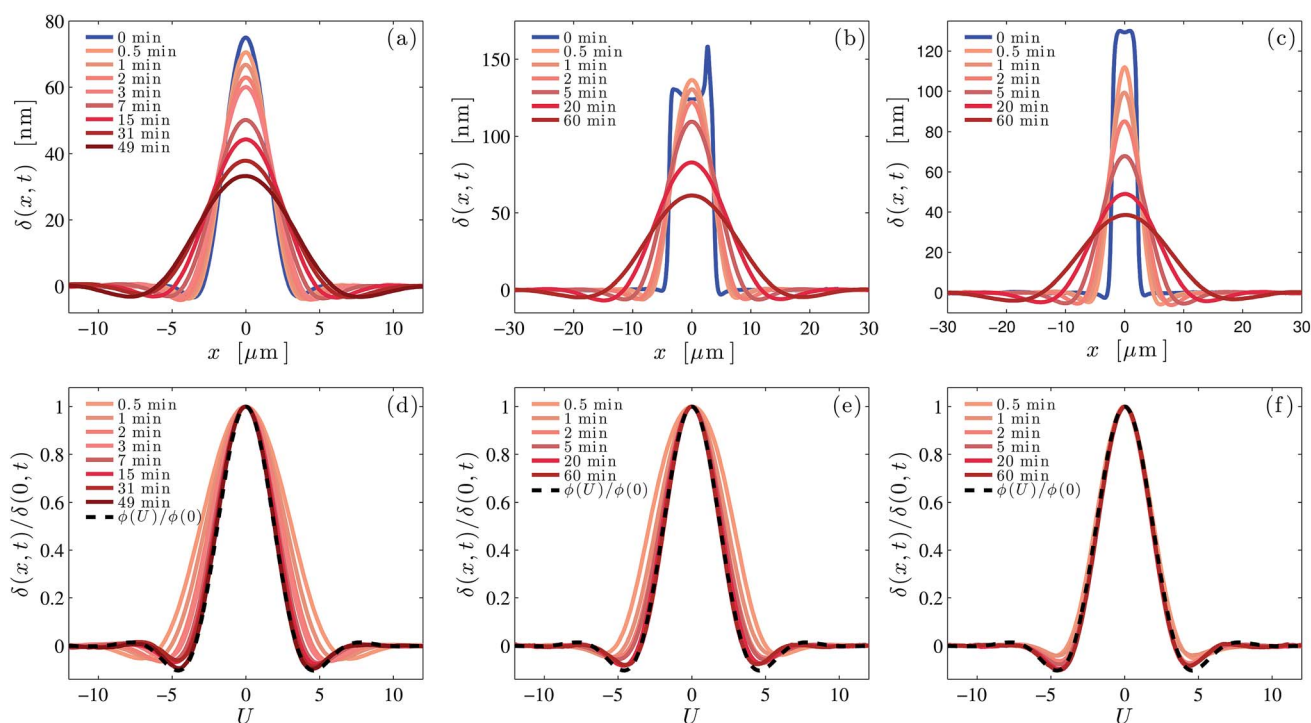 (a)
80
60
40
20
0
δ(x, t) [nm]
0 min
0.5 min
1 min
2 min
3 min
7 min
15 min
31 min
49 min
−10 −5 0 5 10
x [μm]
(b)
150
100
50
0
δ(x, t) [nm]
0 min
0.5 min
1 min
2 min
5 min
20 min
60 min
−30 −20 −10 0 10 20 30
x [μm]
(c)
120
100
80
60
40
20
0
δ(x, t) [nm]
0 min
0.5 min
1 min
2 min
5 min
20 min
60 min
−30 −20 −10 0 10 20 30
x [μm]
(d)
1
0.8
0.6
0.4
0.2
0
δ(x, t)/δ(0, t)
0.5 min
1 min
2 min
3 min
7 min
15 min
31 min
49 min
ϕ(U)/ϕ(0)
−10 −5 0 5 10
U
(e)
1
0.8
0.6
0.4
0.2
0
δ(x, t)/δ(0, t)
0.5 min
1 min
2 min
5 min
20 min
60 min
ϕ(U)/ϕ(0)
−10 −5 0 5 10
U
(f)
1
0.8
0.6
0.4
0.2
0
δ(x, t)/δ(0, t)
0.5 min
1 min
2 min
5 min
20 min
60 min
ϕ(U)/ϕ(0)
−10 −5 0 5 10
U